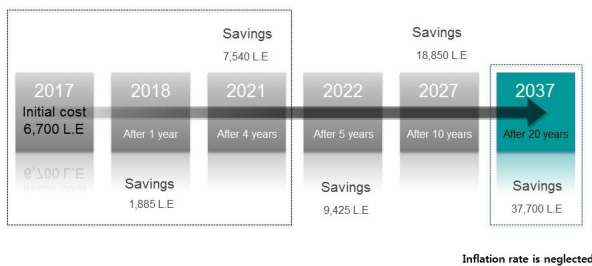 Savings
7,540 L.E
Savings
18,850 L.E
2017
Initial cost
6,700 L.E
2018
After 1 year
2021
After 4 years
2022
After 5 years
2027
After 10 years
2037
After 20 years
Savings
1,885 L.E
Savings
9,425 L.E
Savings
37,700 L.E
Inflation rate is neglected